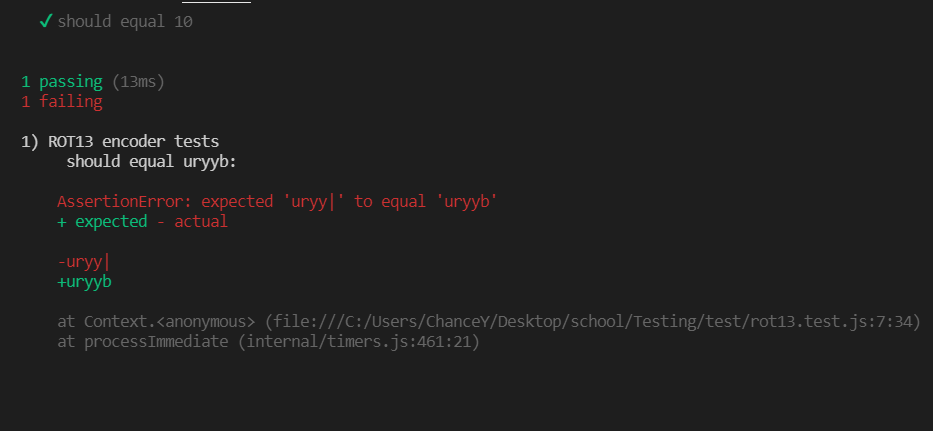 ✓ should equal 10
1 passing (13ms)
1 failing
1) ROT13 encoder tests
should equal uryyb:
AssertionError: expected 'uryy|' to equal 'uryyb'
+ expected - actual
-uryy|
+uryyb
at Context.<anonymous> (file:///C:/Users/ChanceY/Desktop/school/Testing/test/rot13.test.js:7:34)
at processImmediate (internal/timers.js:461:21)